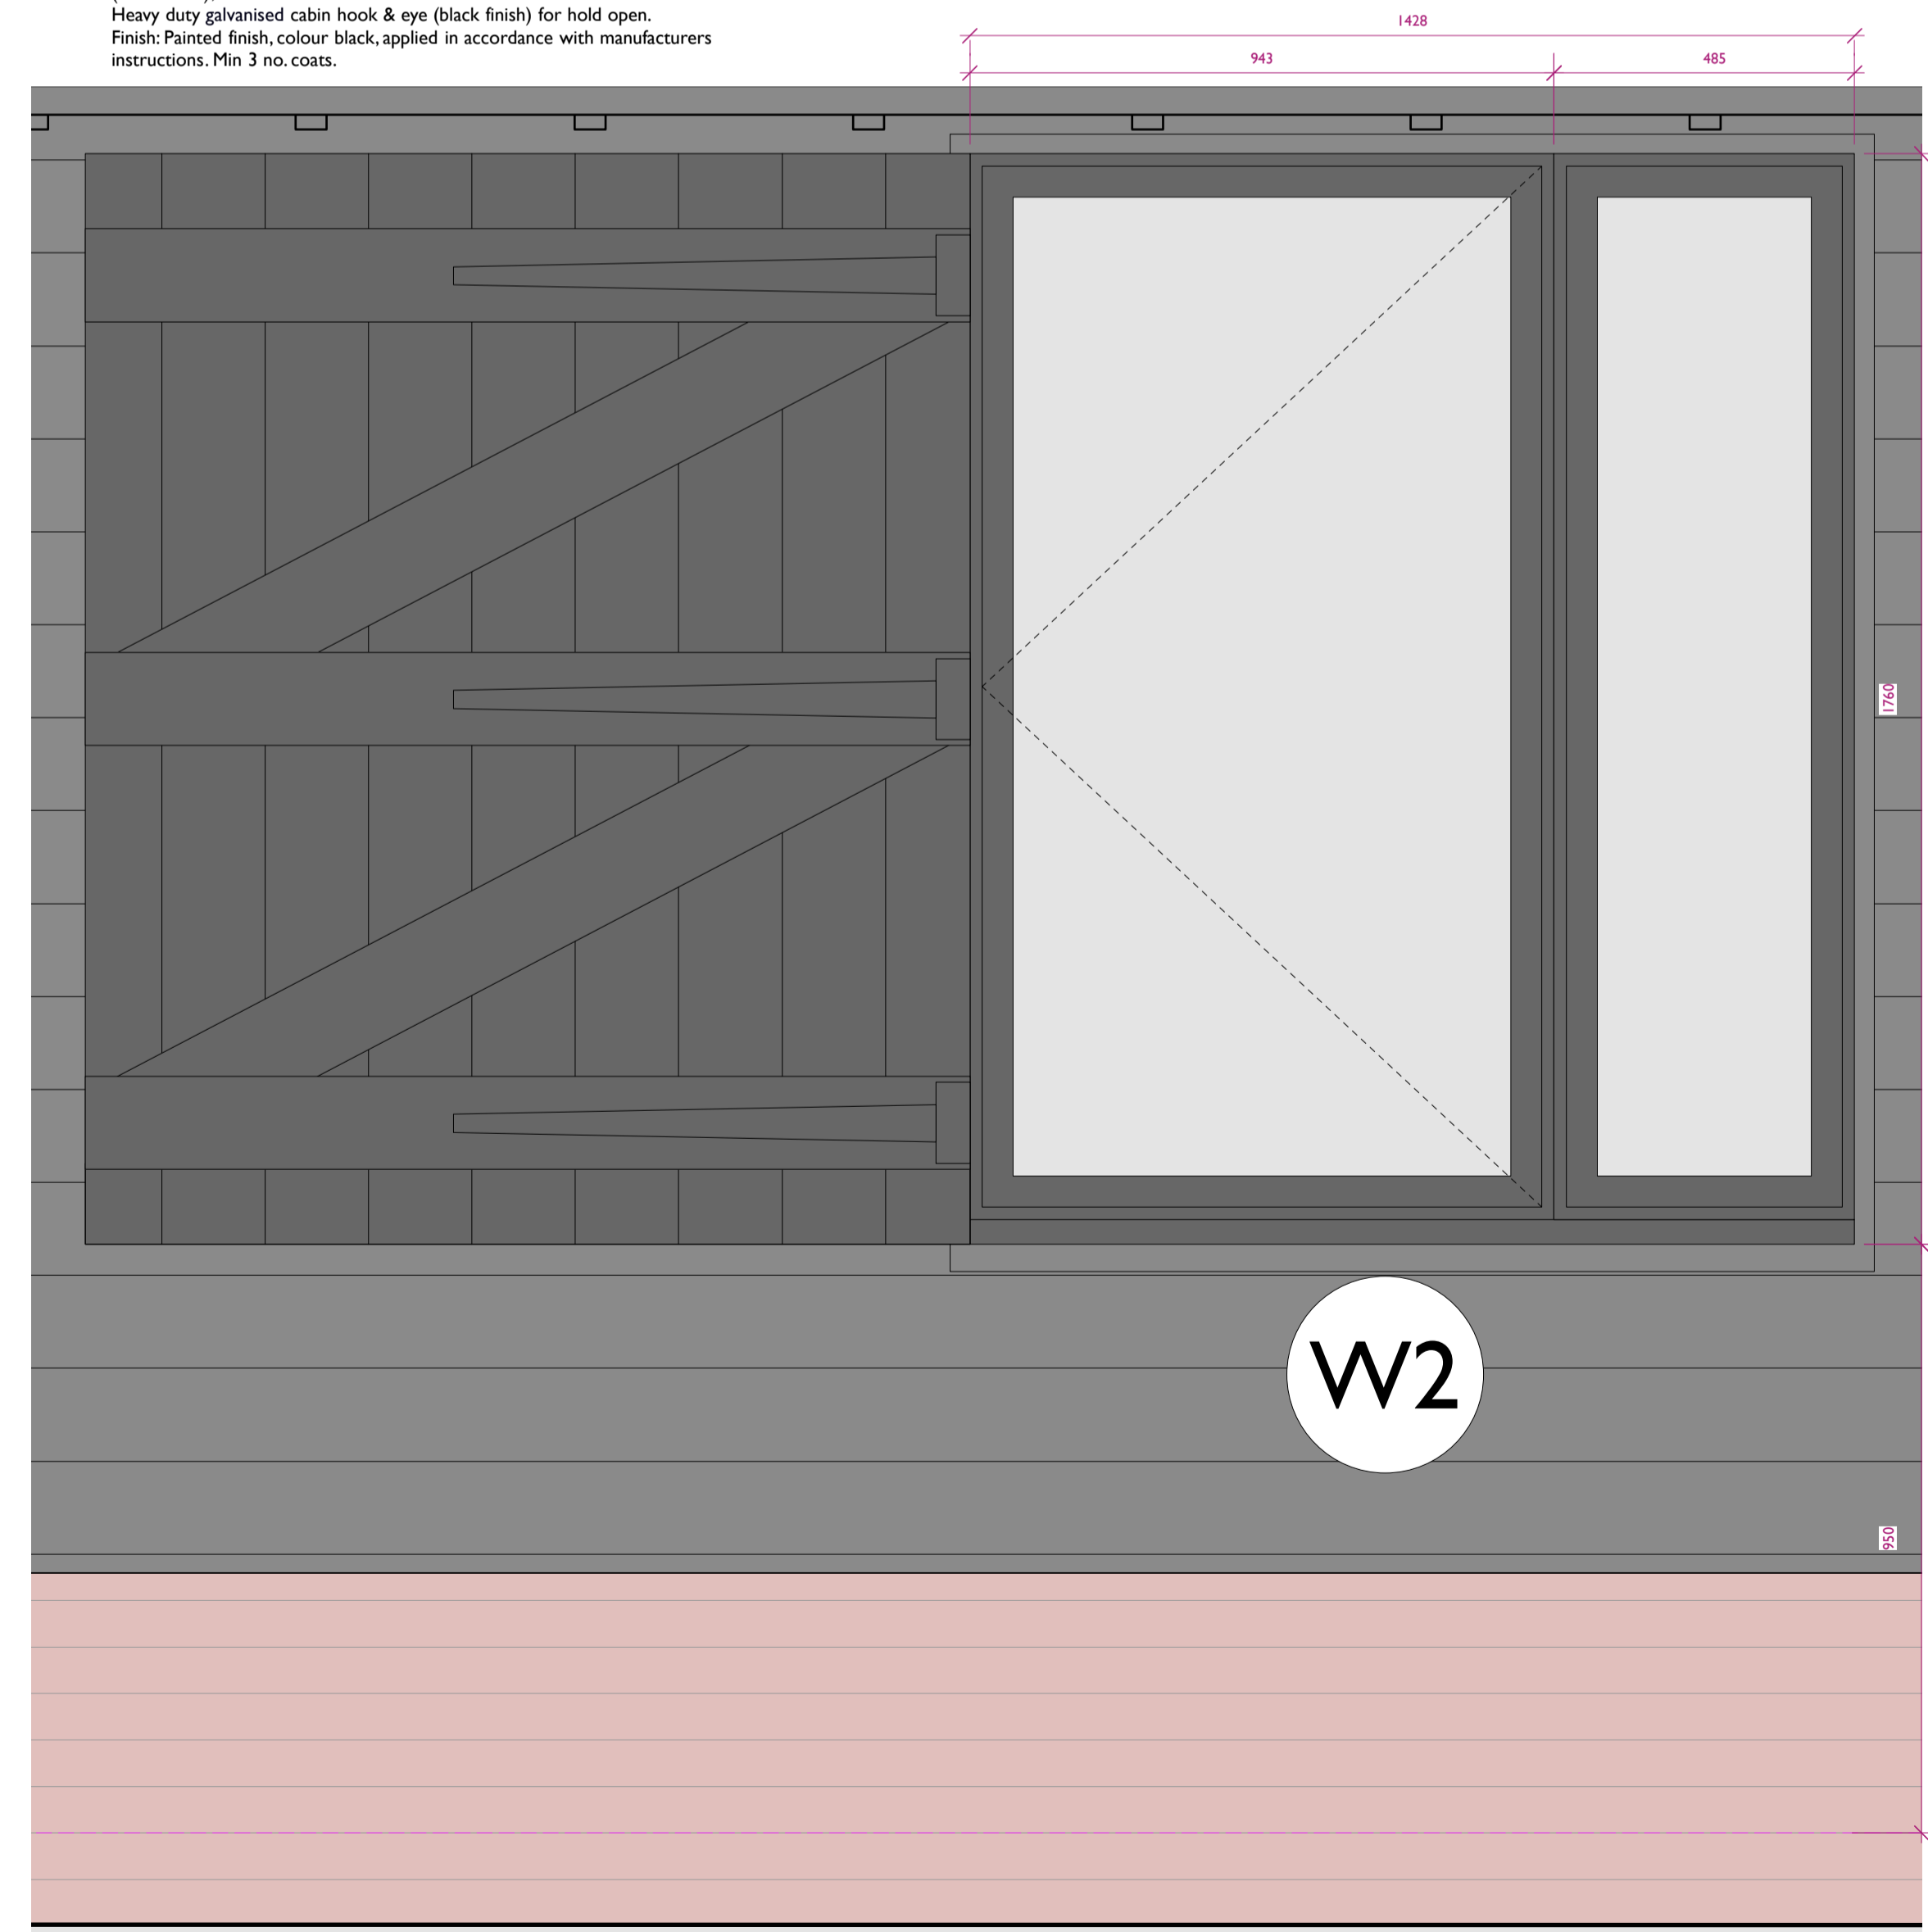 Heavy duty galvanised cabin hook & eye (black finish) for hold open.
Finish: Painted finish, colour black, applied in accordance with manufacturers
instructions. Min 3 no. coats.
1428
943
485
1760
W2
950